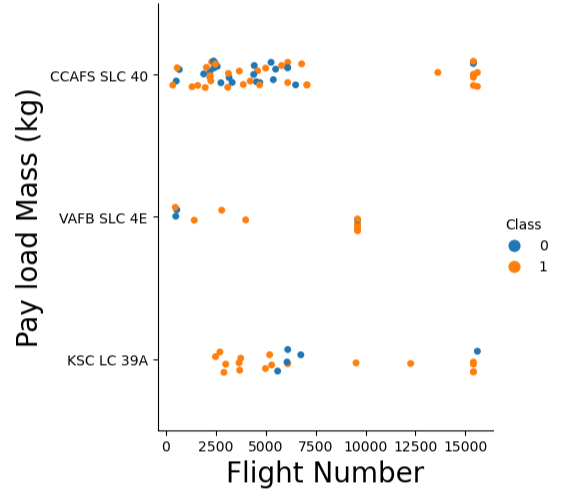 Pay load Mass (kg)
CCAFS SLC 40
VAFB SLC 4E
KSC LC 39A
0 2500 5000 7500 10000 12500 15000
Flight Number
Class
0
1